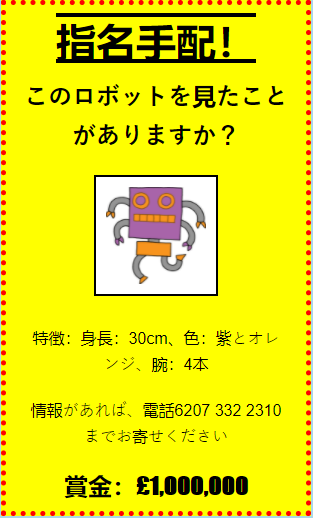 指名手配！
このロボットを見たこと
がありますか？
特徴：身長：30cm、色：紫とオレ
ンジ、腕：4本
情報があれば、電話6207 332 2310
までお寄せください
賞金：£1,000,000